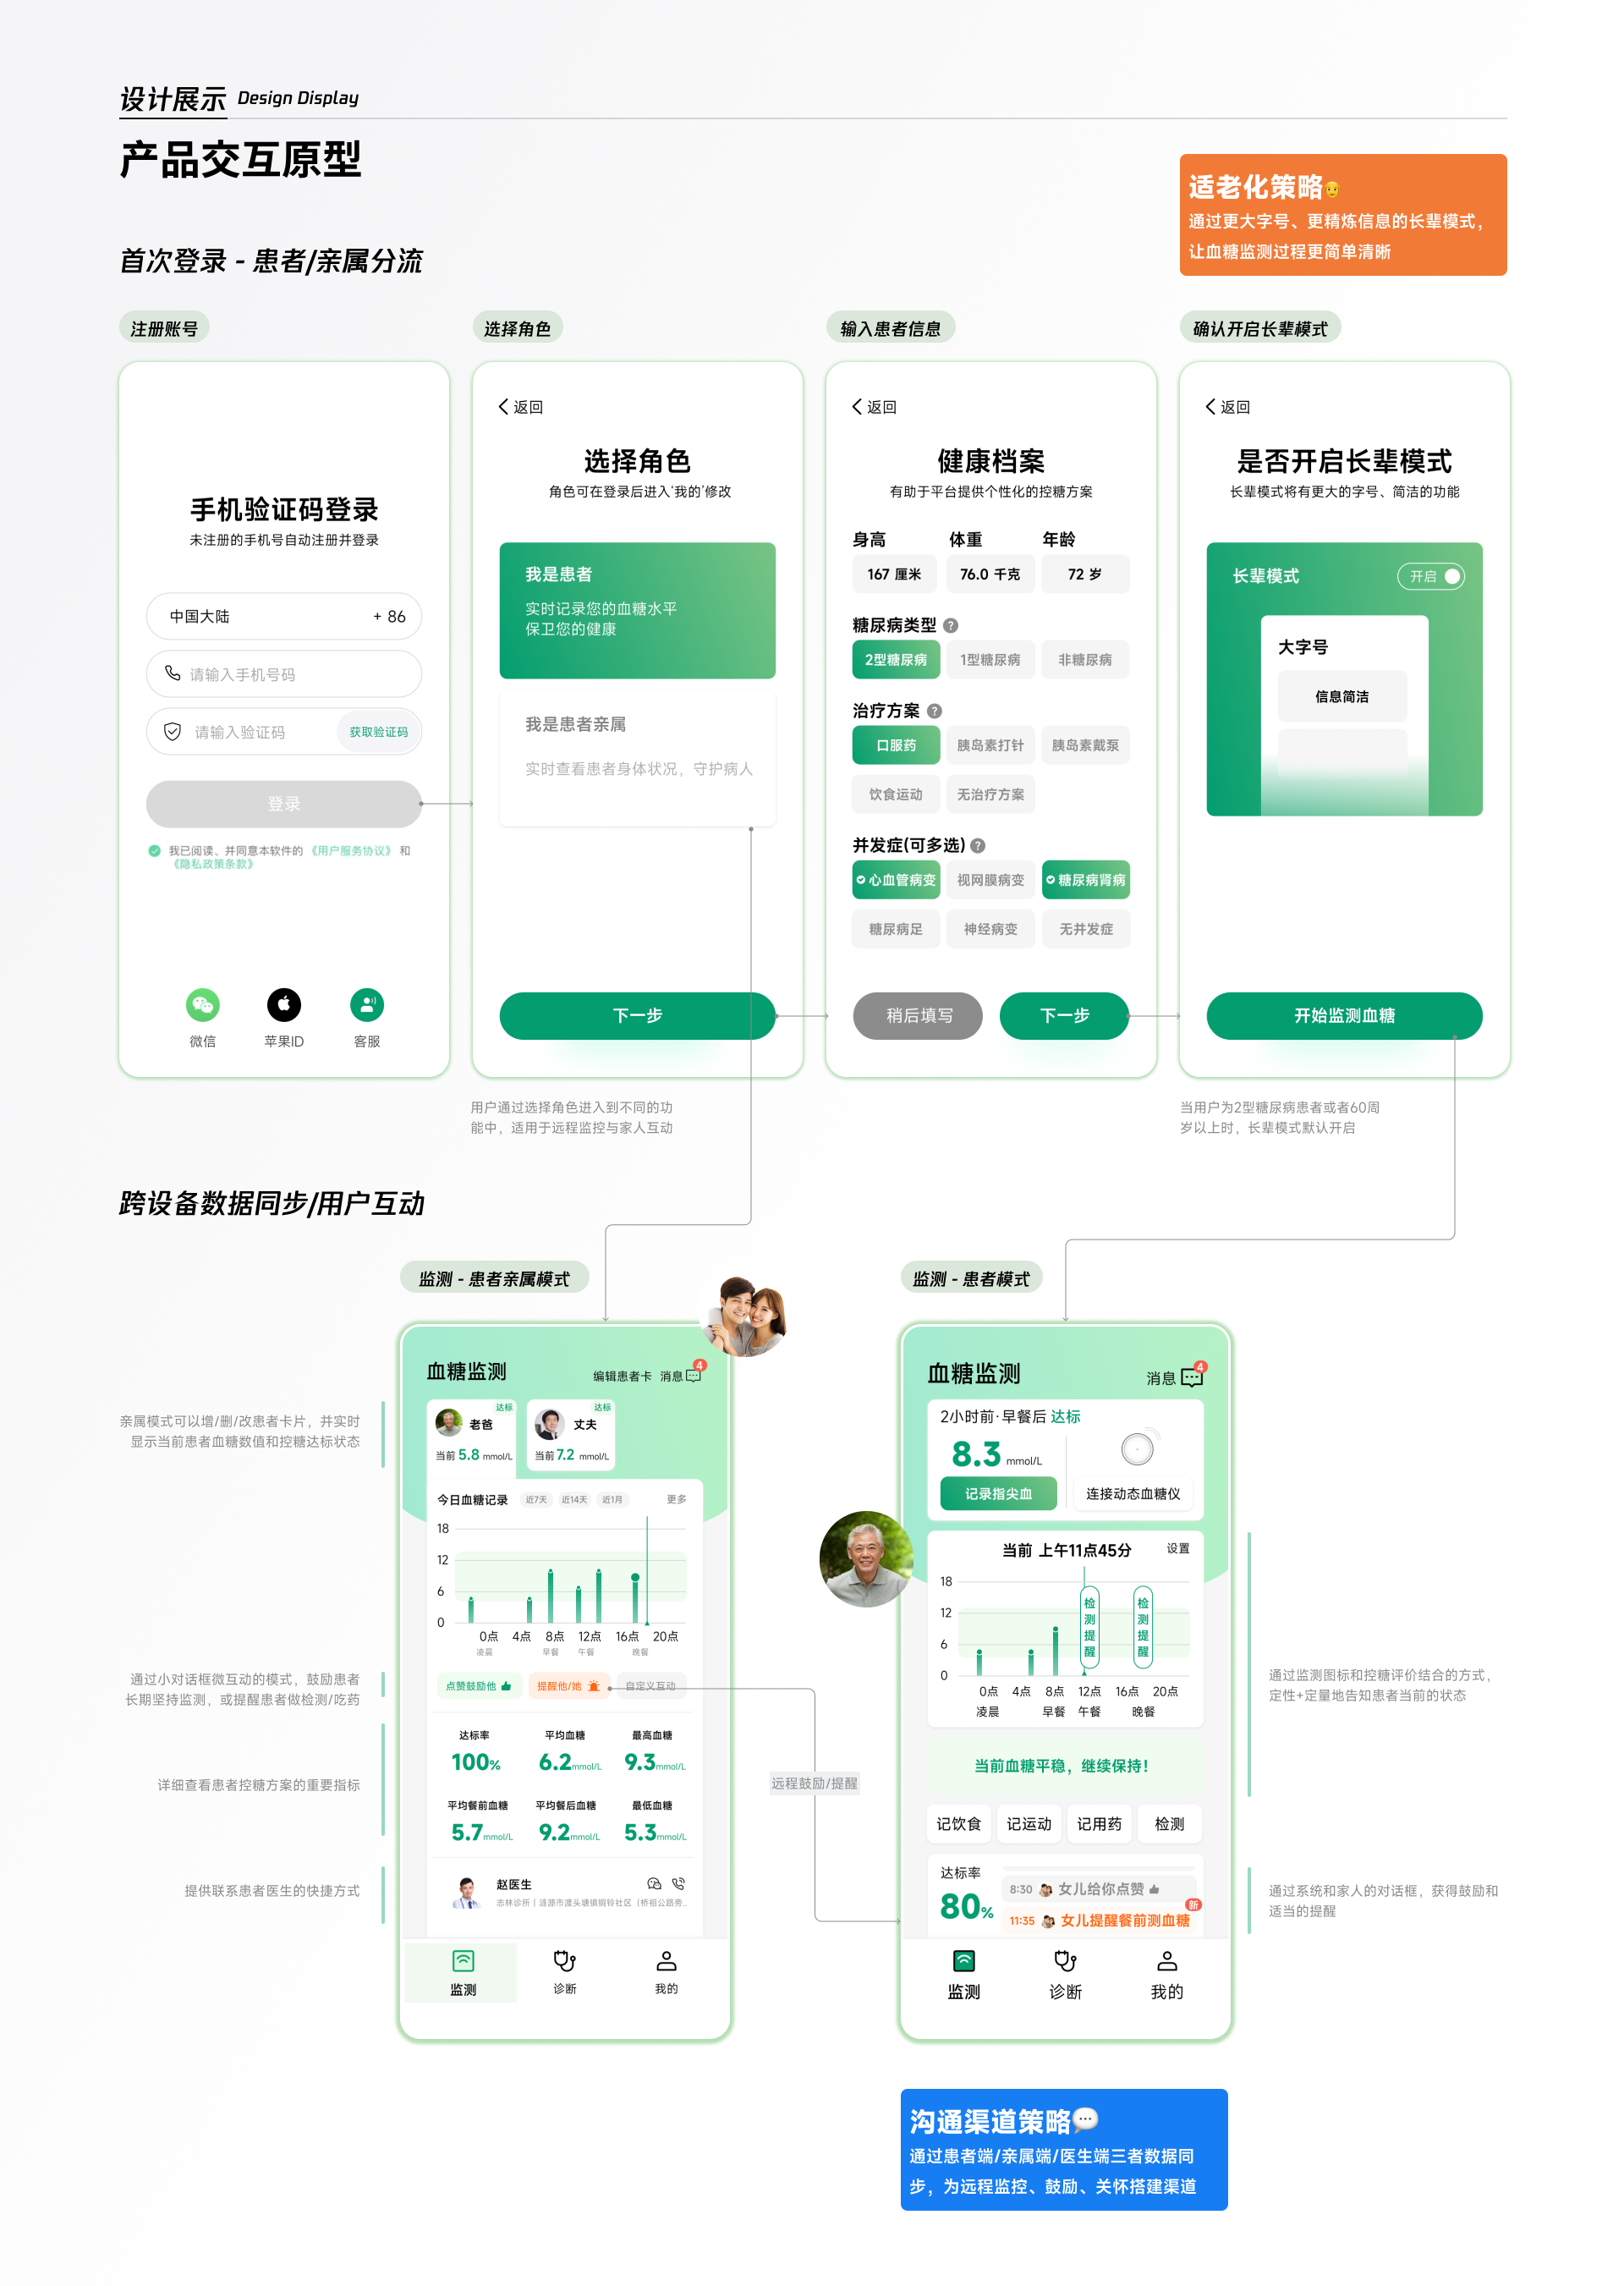 设计展示 Design Display
产品交互原型
适老化策略
通过更大字号、更精炼信息的长辈模式，
让血糖监测过程更简单清晰
首次登录 - 患者/亲属分流
注册账号
手机验证码登录
未注册的手机号自动注册并登录
中国大陆 + 86
请输入手机号码
请输入验证码 获取验证码
登录
我已阅读、并同意本软件的《用户服务协议》和
《隐私政策条款》
微信 苹果ID 客服
选择角色
返回
选择角色
角色可在登录后进入‘我的’修改
我是患者
实时记录您的血糖水平
保卫您的健康
我是患者亲属
实时查看患者身体状况，守护病人
下一步
用户通过选择角色进入到不同的功
能中，适用于远程监控与家人互动
输入患者信息
返回
健康档案
有助于平台提供个性化的控糖方案
身高 体重 年龄
167 厘米 76.0 千克 72 岁
糖尿病类型 ?
2型糖尿病 1型糖尿病 非糖尿病
治疗方案 ?
口服药 胰岛素打针 胰岛素戴泵
饮食运动 无治疗方案
并发症(可多选) ?
心血管病变 视网膜病变 糖尿病肾病
糖尿病足 神经病变 无并发症
稍后填写 下一步
确认开启长辈模式
返回
是否开启长辈模式
长辈模式将有更大的字号、简洁的功能
长辈模式 开启
大字号
信息简洁
开始监测血糖
当用户为2型糖尿病患者或者60周
岁以上时，长辈模式默认开启
跨设备数据同步/用户互动
监测 - 患者亲属模式
血糖监测 编辑患者卡 消息 4
老爸 达标
当前 5.8 mmol/L
丈夫 达标
当前 7.2 mmol/L
今日血糖记录 近7天 近14天 近1月 更多
18
12
6
0
0点 4点 8点 12点 16点 20点
凌晨 早餐 午餐 晚餐
点赞鼓励他 提醒他/她 自定义互动
达标率 平均血糖 最高血糖
100% 6.2mmol/L 9.3mmol/L
平均餐前血糖 平均餐后血糖 最低血糖
5.7mmol/L 9.2mmol/L 5.3mmol/L
赵医生
志林诊所 | 涟源市渡头塘镇铜铃社区（桥祖公路旁..
监测 诊断 我的
亲属模式可以增/删/改患者卡片，并实时
显示当前患者血糖数值和控糖达标状态
通过小对话框微互动的模式，鼓励患者
长期坚持监测，或提醒患者做检测/吃药
详细查看患者控糖方案的重要指标
提供联系患者医生的快捷方式
远程鼓励/提醒
监测 - 患者模式
血糖监测 消息 4
2小时前·早餐后 达标
8.3 mmol/L
记录指尖血 连接动态血糖仪
当前 上午11点45分 设置
18
12
6
0
检测提醒 检测提醒
0点 4点 8点 12点 16点 20点
凌晨 早餐 午餐 晚餐
当前血糖平稳，继续保持！
记饮食 记运动 记用药 检测
达标率
80%
8:30 女儿给你点赞
11:35 女儿提醒餐前测血糖 新
监测 诊断 我的
通过监测图标和控糖评价结合的方式，
定性+定量地告知患者当前的状态
通过系统和家人的对话框，获得鼓励和
适当的提醒
沟通渠道策略
通过患者端/亲属端/医生端三者数据同
步，为远程监控、鼓励、关怀搭建渠道